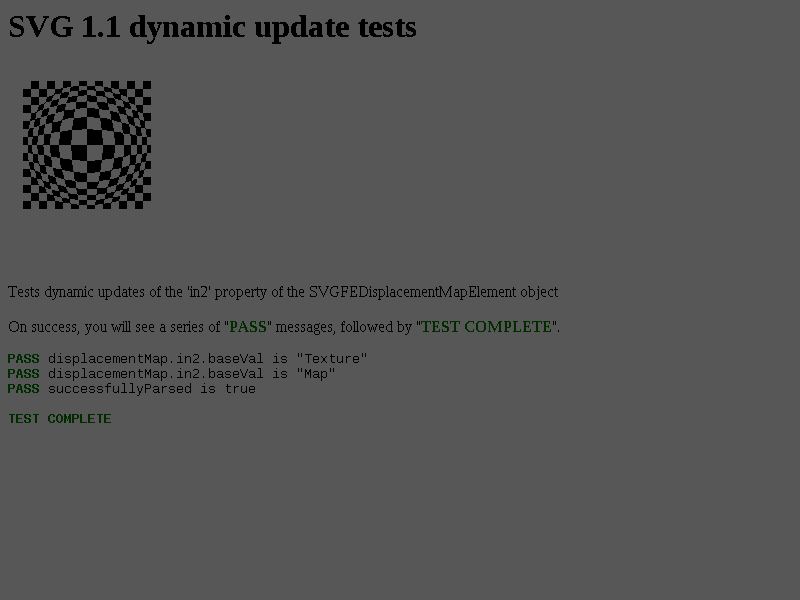 SVG 1.1 dynamic update tests
Tests dynamic updates of the 'in2' property of the SVGFEDisplacementMapElement object
On success, you will see a series of "PASS" messages, followed by "TEST COMPLETE".
PASS displacementMap.in2.baseVal is "Texture"
PASS displacementMap.in2.baseVal is "Map"
PASS successfullyParsed is true
TEST COMPLETE